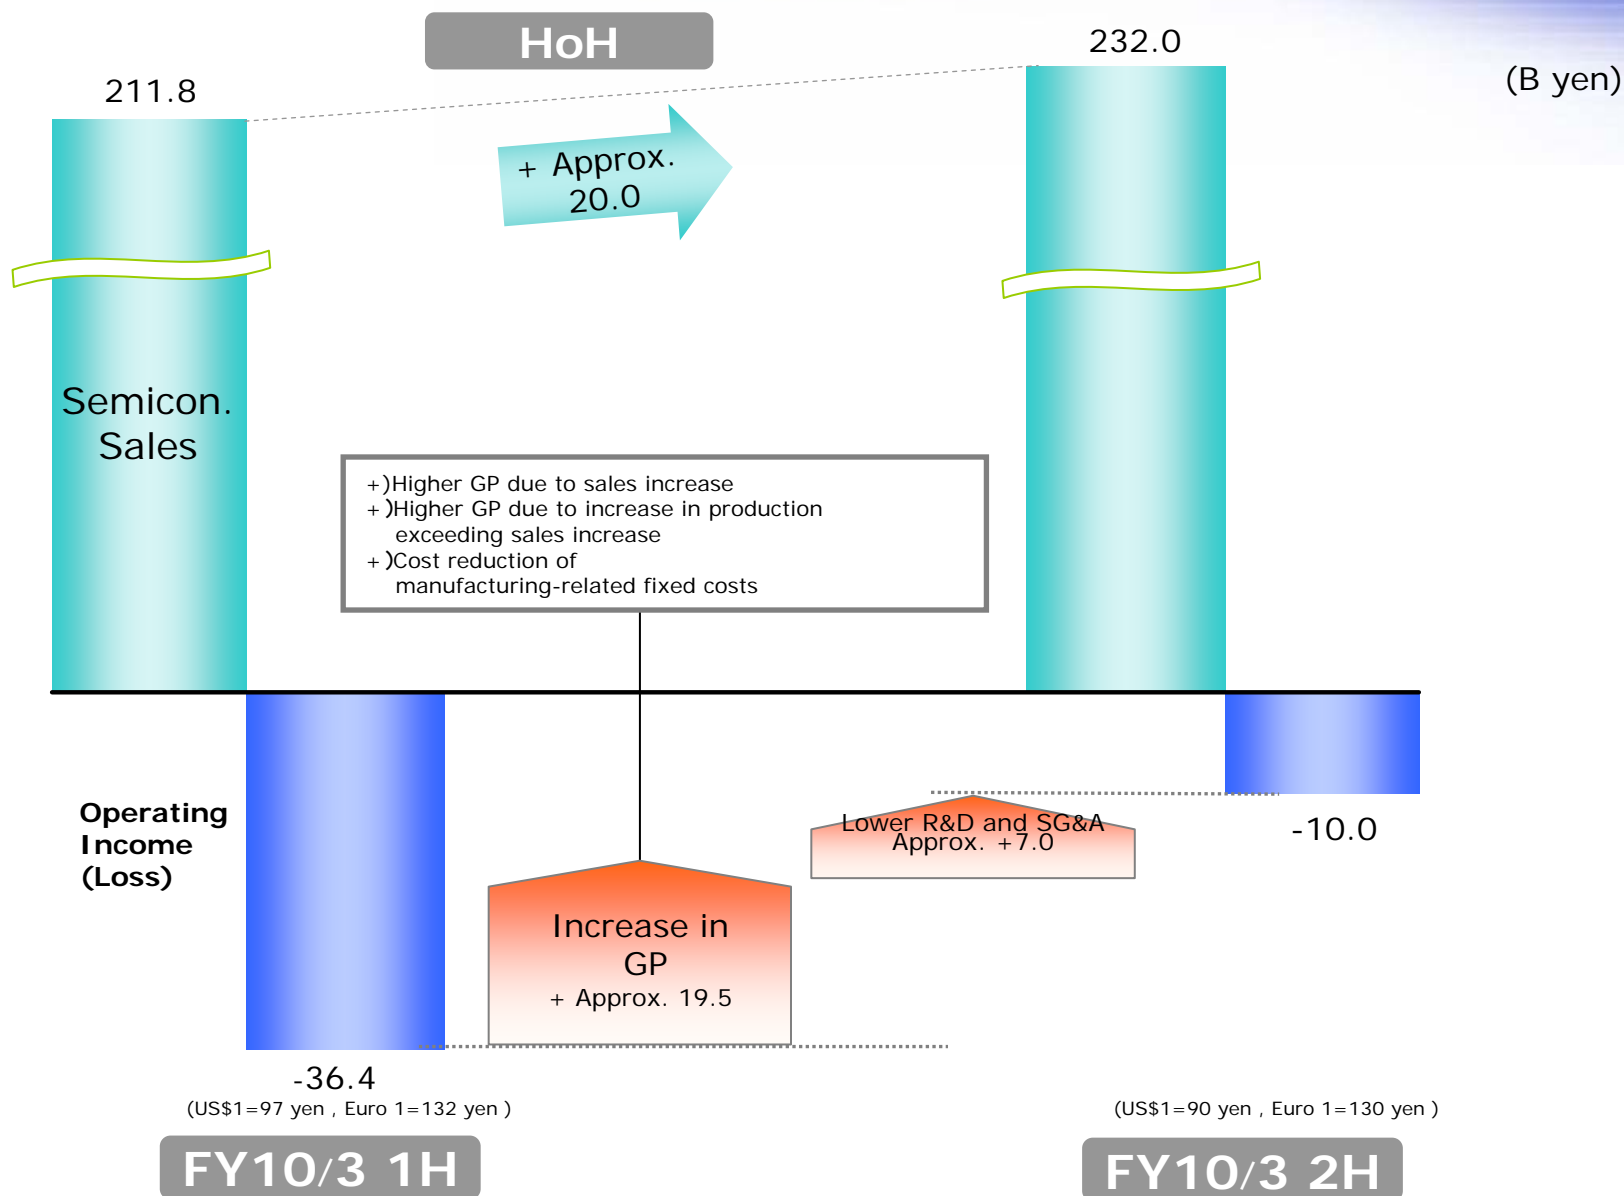 HoH
(B yen)
211.8
232.0
+ Approx.
20.0
Semicon.
Sales
+)Higher GP due to sales increase
+)Higher GP due to increase in production
exceeding sales increase
+)Cost reduction of
manufacturing-related fixed costs
Operating
Income
(Loss)
Lower R&D and SG&A
Approx. +7.0
-10.0
Increase in
GP
+ Approx. 19.5
-36.4
(US$1=97 yen , Euro 1=132 yen )
(US$1=90 yen , Euro 1=130 yen )
FY10/3 1H
FY10/3 2H